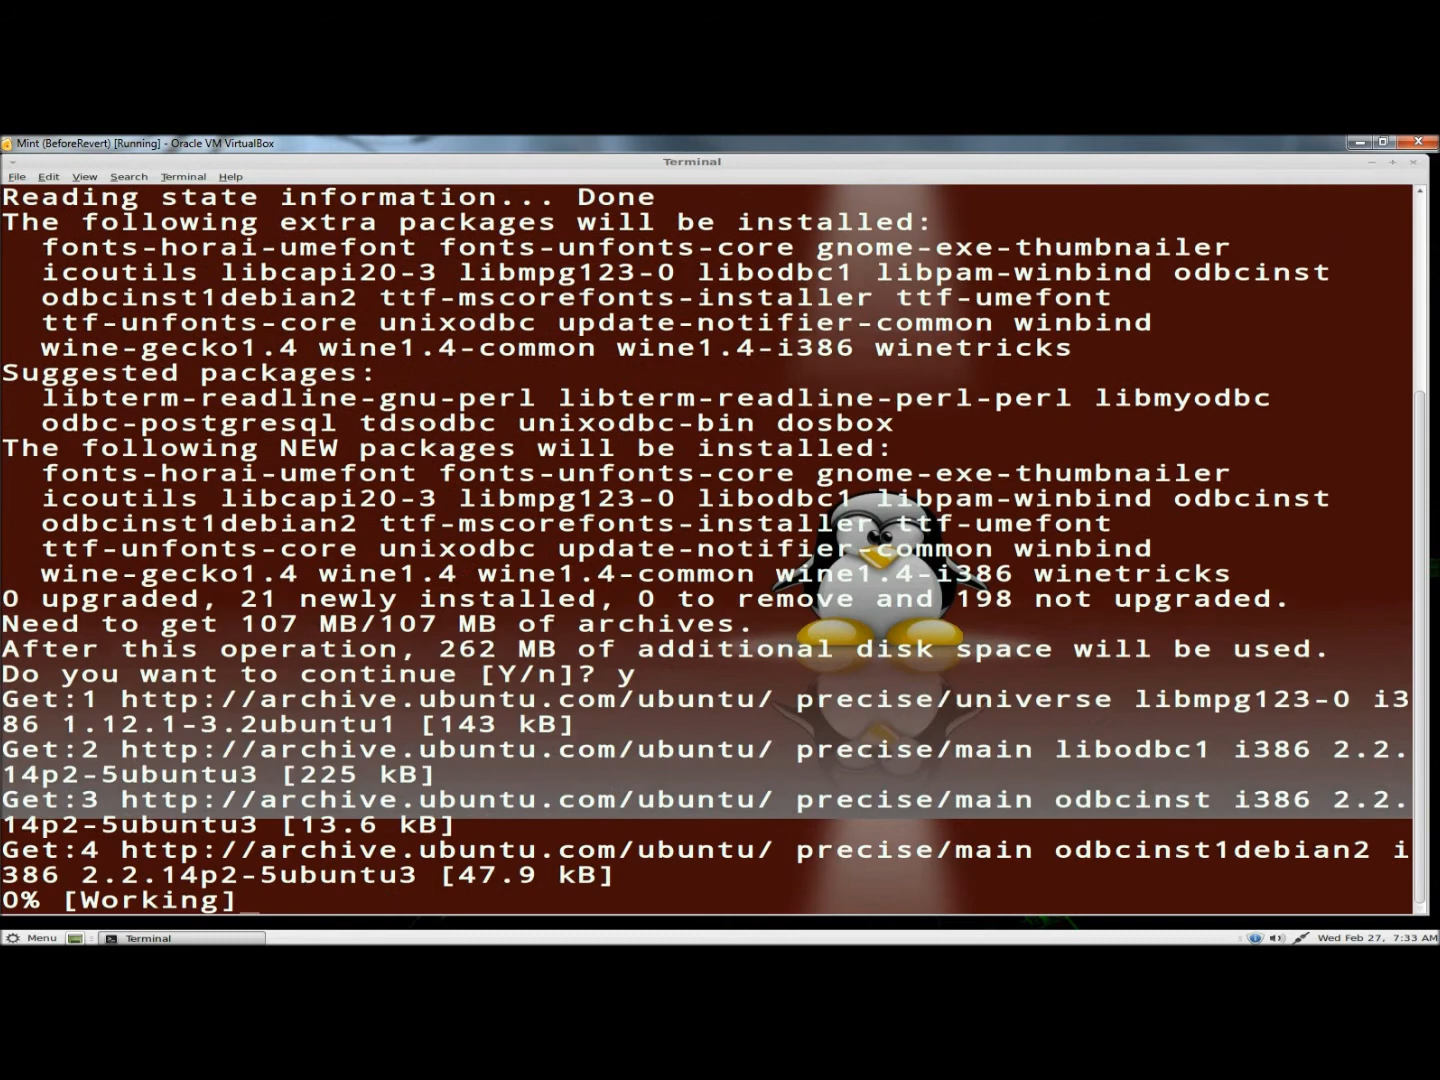 Mint (BeforeRevert) [Running] - Oracle VM VirtualBox
Terminal
File Edit View Search Terminal Help
Reading state information... Done
The following extra packages will be installed:
fonts-horai-umefont fonts-unfonts-core gnome-exe-thumbnailer
icoutils libcapi20-3 libmpg123-0 libodbc1 libpam-winbind odbcinst
odbcinst1debian2 ttf-mscorefonts-installer ttf-umefont
ttf-unfonts-core unixodbc update-notifier-common winbind
wine-gecko1.4 wine1.4-common wine1.4-i386 winetricks
Suggested packages:
libterm-readline-gnu-perl libterm-readline-perl-perl libmyodbc
odbc-postgresql tdsodbc unixodbc-bin dosbox
The following NEW packages will be installed:
fonts-horai-umefont fonts-unfonts-core gnome-exe-thumbnailer
icoutils libcapi20-3 libmpg123-0 libodbc1 libpam-winbind odbcinst
odbcinst1debian2 ttf-mscorefonts-installer ttf-umefont
ttf-unfonts-core unixodbc update-notifier-common winbind
wine-gecko1.4 wine1.4 wine1.4-common wine1.4-i386 winetricks
0 upgraded, 21 newly installed, 0 to remove and 198 not upgraded.
Need to get 107 MB/107 MB of archives.
After this operation, 262 MB of additional disk space will be used.
Do you want to continue [Y/n]? y
Get:1 http://archive.ubuntu.com/ubuntu/ precise/universe libmpg123-0 i3
86 1.12.1-3.2ubuntu1 [143 kB]
Get:2 http://archive.ubuntu.com/ubuntu/ precise/main libodbc1 i386 2.2.
14p2-5ubuntu3 [225 kB]
Get:3 http://archive.ubuntu.com/ubuntu/ precise/main odbcinst i386 2.2.
14p2-5ubuntu3 [13.6 kB]
Get:4 http://archive.ubuntu.com/ubuntu/ precise/main odbcinst1debian2 i
386 2.2.14p2-5ubuntu3 [47.9 kB]
0% [Working]
Menu Terminal Wed Feb 27, 7:33 AM